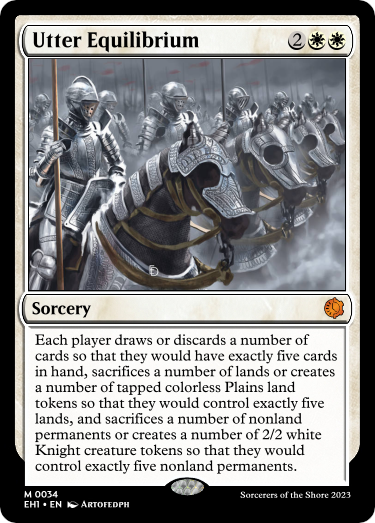 Utter Equilibrium 2
Sorcery
Each player draws or discards a number of
cards so that they would have exactly five cards
in hand, sacrifices a number of lands or creates
a number of tapped colorless Plains land
tokens so that they would control exactly five
lands, and sacrifices a number of nonland
permanents or creates a number of 2/2 white
Knight creature tokens so that they would
control exactly five nonland permanents.
M 0034
EH1 • EN ARTOFEDPH
Sorcerers of the Shore 2023